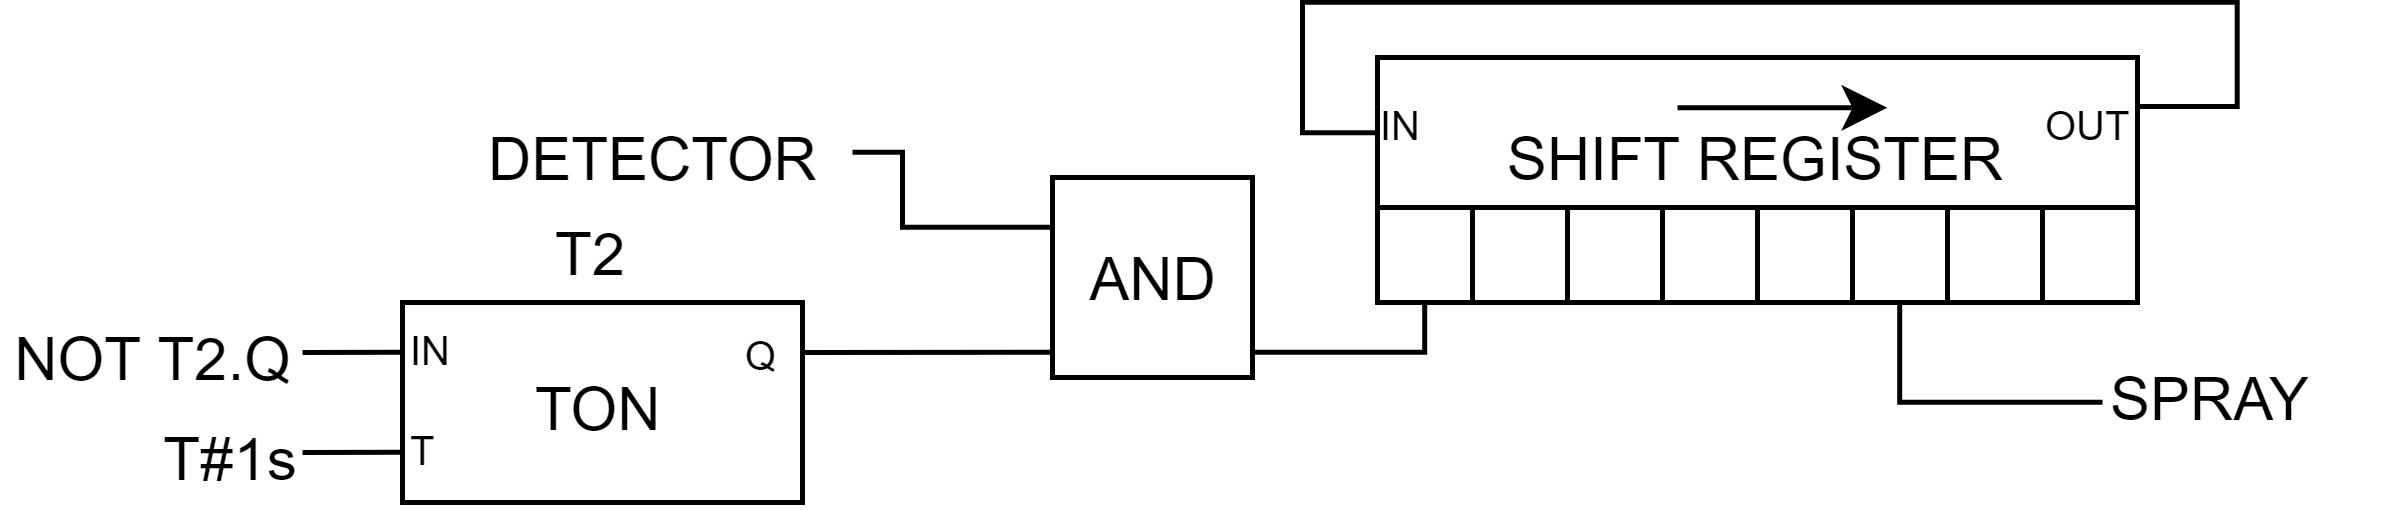 IN
OUT
SHIFT REGISTER
DETECTOR
T2
AND
NOT T2.Q
IN
Q
TON
T#1s
T
SPRAY